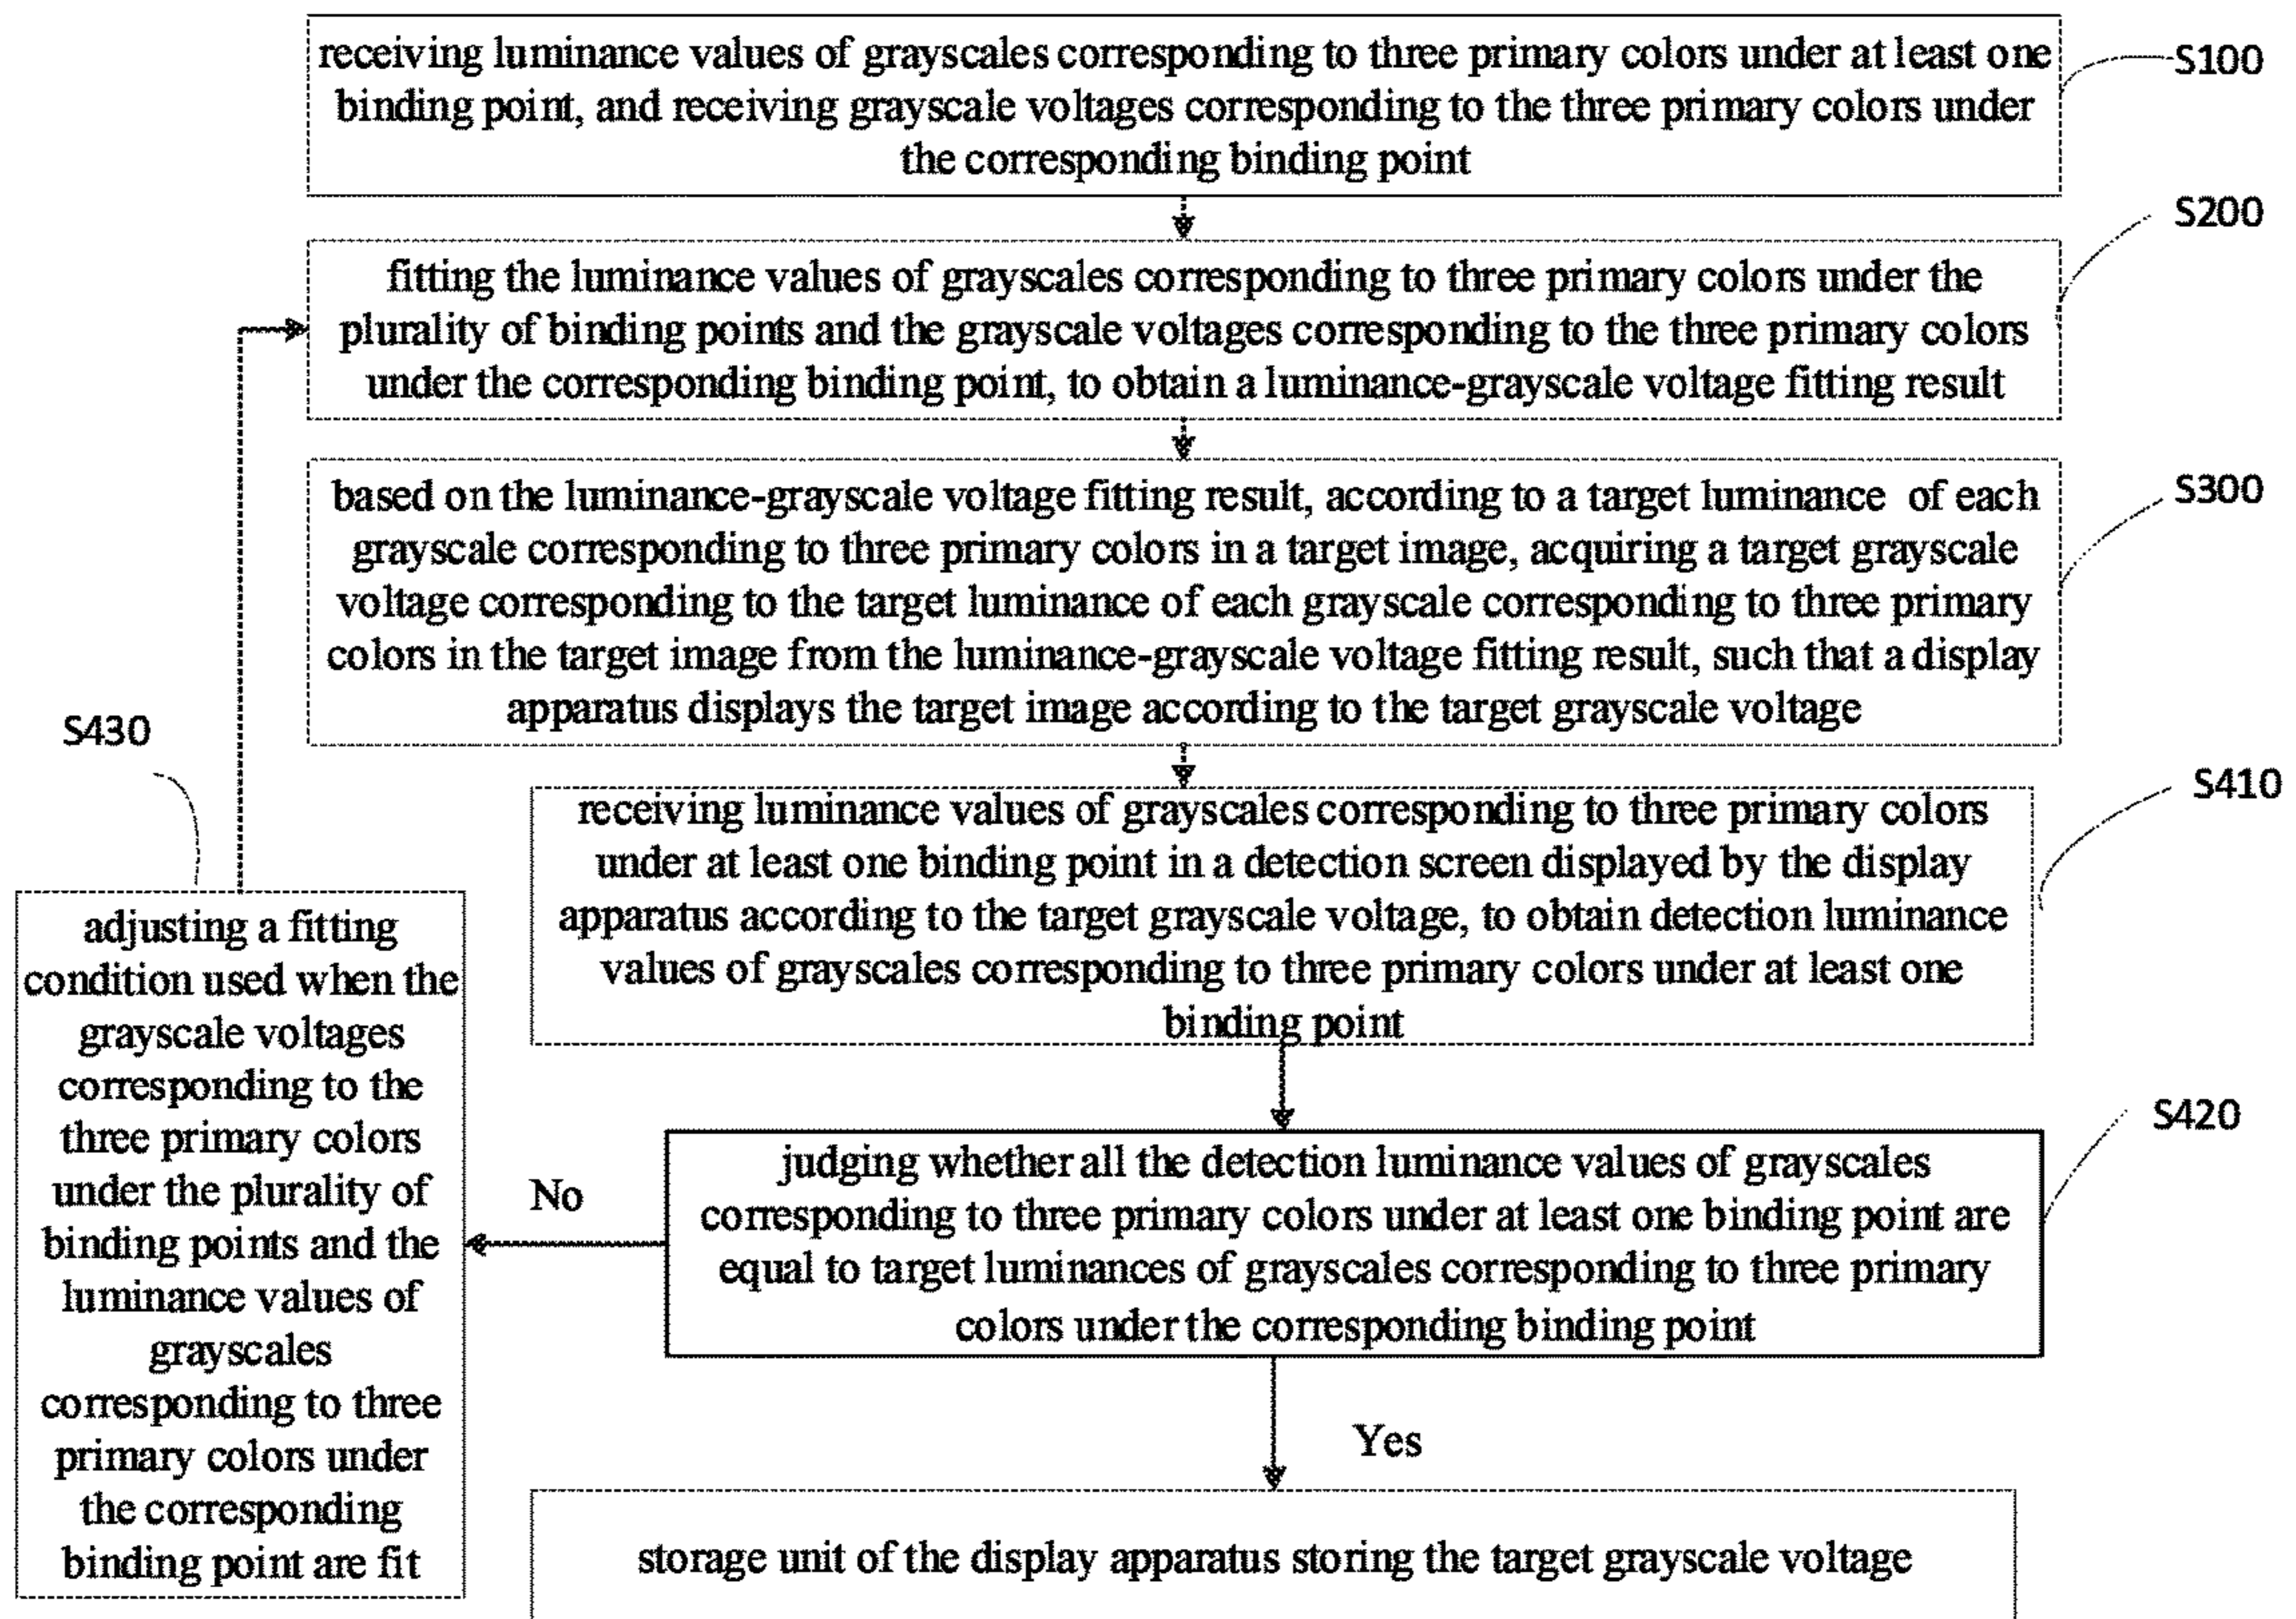 receiving luminance values of grayscales corresponding to three primary colors under at least one
binding point, and receiving grayscale voltages corresponding to the three primary colors under
the corresponding binding point
S100
fitting the luminance values of grayscales corresponding to three primary colors under the
plurality of binding points and the grayscale voltages corresponding to the three primary colors
under the corresponding binding point, to obtain a luminance-grayscale voltage fitting result
S200
based on the luminance-grayscale voltage fitting result, according to a target luminance of each
grayscale corresponding to three primary colors in a target image, acquiring a target grayscale
voltage corresponding to the target luminance of each grayscale corresponding to three primary
colors in the target image from the luminance-grayscale voltage fitting result, such that a display
apparatus displays the target image according to the target grayscale voltage
S300
receiving luminance values of grayscales corresponding to three primary colors
under at least one binding point in a detection screen displayed by the display
apparatus according to the target grayscale voltage, to obtain detection luminance
values of grayscales corresponding to three primary colors under at least one
binding point
S410
judging whether all the detection luminance values of grayscales
corresponding to three primary colors under at least one binding point are
equal to target luminances of grayscales corresponding to three primary
colors under the corresponding binding point
S420
No
S430
adjusting a fitting
condition used when the
grayscale voltages
corresponding to the
three primary colors
under the plurality of
binding points and the
luminance values of
grayscales
corresponding to three
primary colors under
the corresponding
binding point are fit
Yes
storage unit of the display apparatus storing the target grayscale voltage